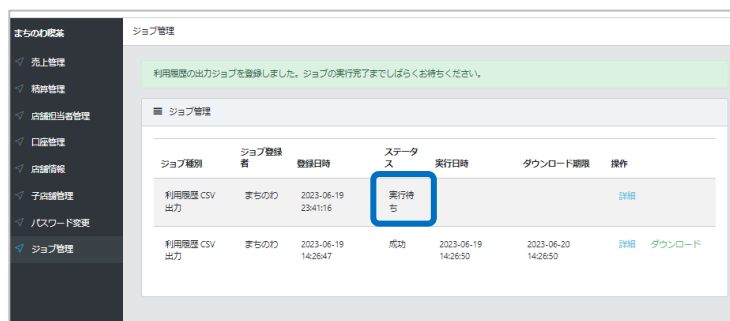 まちのわ喫茶
ジョブ管理
売上管理
精算管理
店舗担当者管理
口座管理
店舗情報
子店舗管理
パスワード変更
ジョブ管理
利用履歴の出力ジョブを登録しました。ジョブの実行完了までしばらくお待ちください。
ジョブ管理
ジョブ種別 ジョブ登録者 登録日時 ステータス 実行日時 ダウンロード期限 操作
利用履歴 CSV まちのわ 2023-06-19 実行待 詳細
出力 23:41:16 ち
利用履歴 CSV まちのわ 2023-06-19 成功 2023-06-19 2023-06-20 詳細 ダウンロード
出力 14:26:47 14:26:50 14:26:50